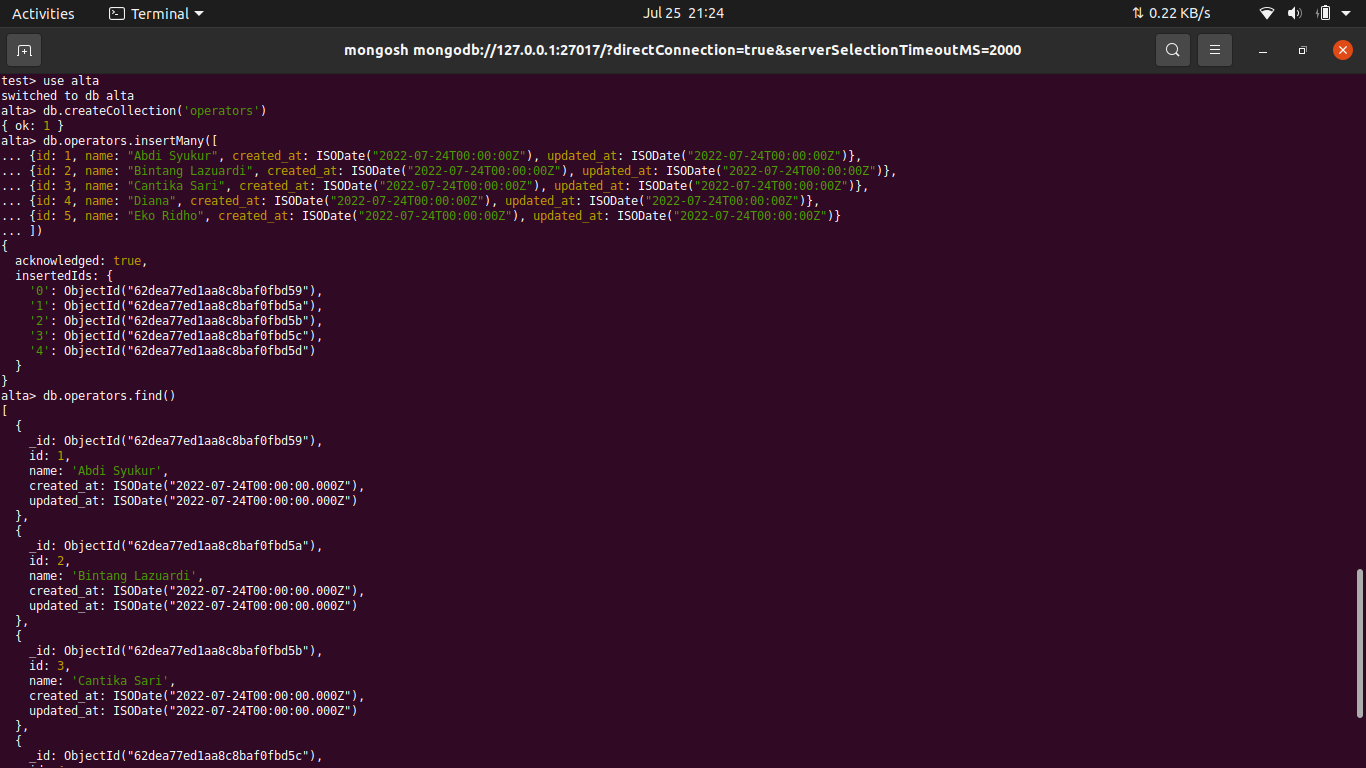 Activities Terminal Jul 25 21:24 0.22 KB/s
mongosh mongodb://127.0.0.1:27017/?directConnection=true&serverSelectionTimeoutMS=2000
test> use alta
switched to db alta
alta> db.createCollection('operators')
{ ok: 1 }
alta> db.operators.insertMany([
... {id: 1, name: "Abdi Syukur", created_at: ISODate("2022-07-24T00:00:00Z"), updated_at: ISODate("2022-07-24T00:00:00Z")},
... {id: 2, name: "Bintang Lazuardi", created_at: ISODate("2022-07-24T00:00:00Z"), updated_at: ISODate("2022-07-24T00:00:00Z")},
... {id: 3, name: "Cantika Sari", created_at: ISODate("2022-07-24T00:00:00Z"), updated_at: ISODate("2022-07-24T00:00:00Z")},
... {id: 4, name: "Diana", created_at: ISODate("2022-07-24T00:00:00Z"), updated_at: ISODate("2022-07-24T00:00:00Z")},
... {id: 5, name: "Eko Ridho", created_at: ISODate("2022-07-24T00:00:00Z"), updated_at: ISODate("2022-07-24T00:00:00Z")}
... ])
{
  acknowledged: true,
  insertedIds: {
    '0': ObjectId("62dea77ed1aa8c8baf0fbd59"),
    '1': ObjectId("62dea77ed1aa8c8baf0fbd5a"),
    '2': ObjectId("62dea77ed1aa8c8baf0fbd5b"),
    '3': ObjectId("62dea77ed1aa8c8baf0fbd5c"),
    '4': ObjectId("62dea77ed1aa8c8baf0fbd5d")
  }
}
alta> db.operators.find()
[
  {
    _id: ObjectId("62dea77ed1aa8c8baf0fbd59"),
    id: 1,
    name: 'Abdi Syukur',
    created_at: ISODate("2022-07-24T00:00:00.000Z"),
    updated_at: ISODate("2022-07-24T00:00:00.000Z")
  },
  {
    _id: ObjectId("62dea77ed1aa8c8baf0fbd5a"),
    id: 2,
    name: 'Bintang Lazuardi',
    created_at: ISODate("2022-07-24T00:00:00.000Z"),
    updated_at: ISODate("2022-07-24T00:00:00.000Z")
  },
  {
    _id: ObjectId("62dea77ed1aa8c8baf0fbd5b"),
    id: 3,
    name: 'Cantika Sari',
    created_at: ISODate("2022-07-24T00:00:00.000Z"),
    updated_at: ISODate("2022-07-24T00:00:00.000Z")
  },
  {
    _id: ObjectId("62dea77ed1aa8c8baf0fbd5c"),